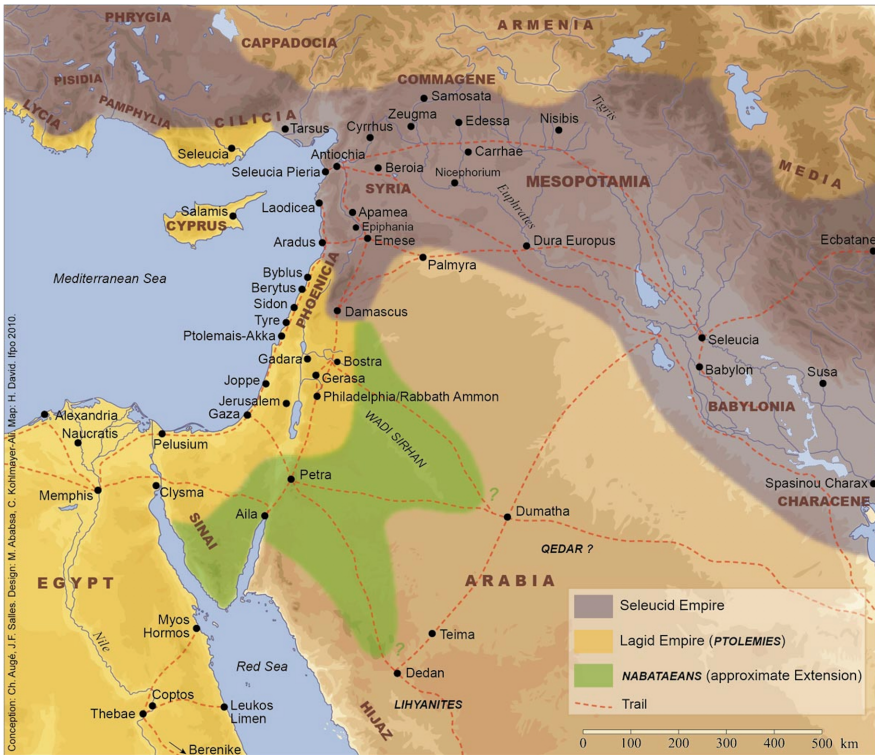 PHRYGIA
CAPPADOCIA
ARMENIA
PISIDIA
LYCIA
PAMPHYLIA
CILICIA
COMMAGENE
Samosata
Tarsus
Cyrrhus
Zeugma
Edessa
Nisibis
Tigris
Seleucia
Antiochia
Seleucia Pieria
Beroia
Carrhae
Nicephorium
SYRIA
MESOPOTAMIA
MEDIA
Euphrates
Laodicea
Apamea
Epiphania
Emese
Salamis
CYPRUS
Aradus
Dura Europus
Ecbatane
Palmyra
Mediterranean Sea
Byblus
Berytus
Sidon
Tyre
PHOENICIA
Damascus
Ptolemais-Akka
Seleucia
Gadara
Bostra
Gerasa
Babylon
Susa
Joppe
Jerusalem
Philadelphia/Rabbath Ammon
BABYLONIA
Gaza
Alexandria
Naucratis
Pelusium
WADI SIRHAN
Petra
Memphis
Clysma
Spasinou Charax
CHARACENE
SINAI
Aila
?
Dumatha
QEDAR ?
EGYPT
ARABIA
Myos
Hormos
Nile
Red Sea
Teima
?
Dedan
HIJAZ
LIHYANITES
Coptos
Thebae
Leukos
Limen
Berenike
Seleucid Empire
Lagid Empire (PTOLEMIES)
NABATAEANS (approximate Extension)
Trail
0 100 200 300 400 500 km
Conception: Ch. Augé, J.F. Salles. Design: M. Ababsa, C. Kohlmayer-Ali. Map: H. David. Ifpo 2010.